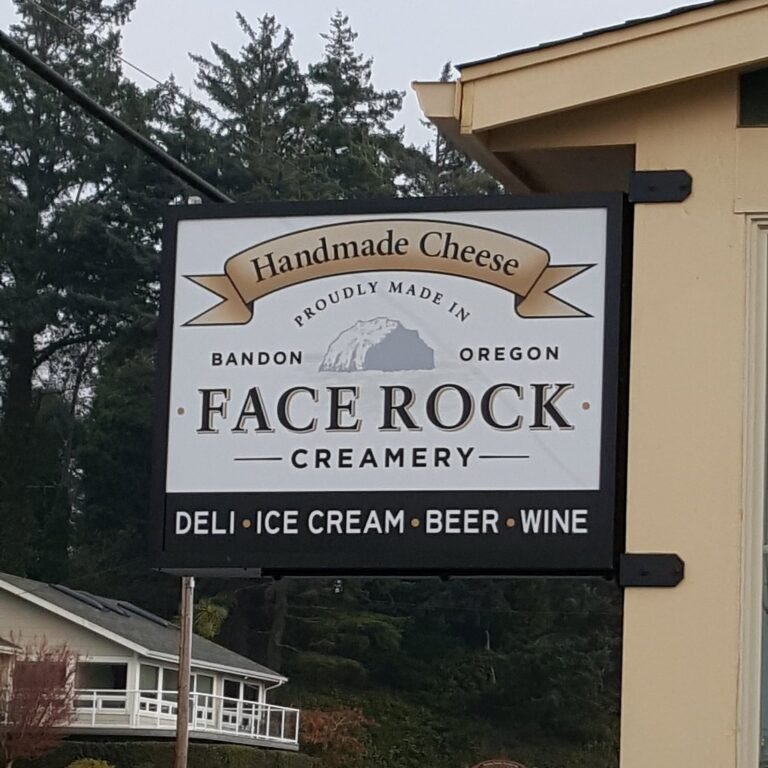 Handmade Cheese
PROUDLY MADE IN
BANDON OREGON
FACE ROCK
CREAMERY
DELI • ICE CREAM • BEER • WINE